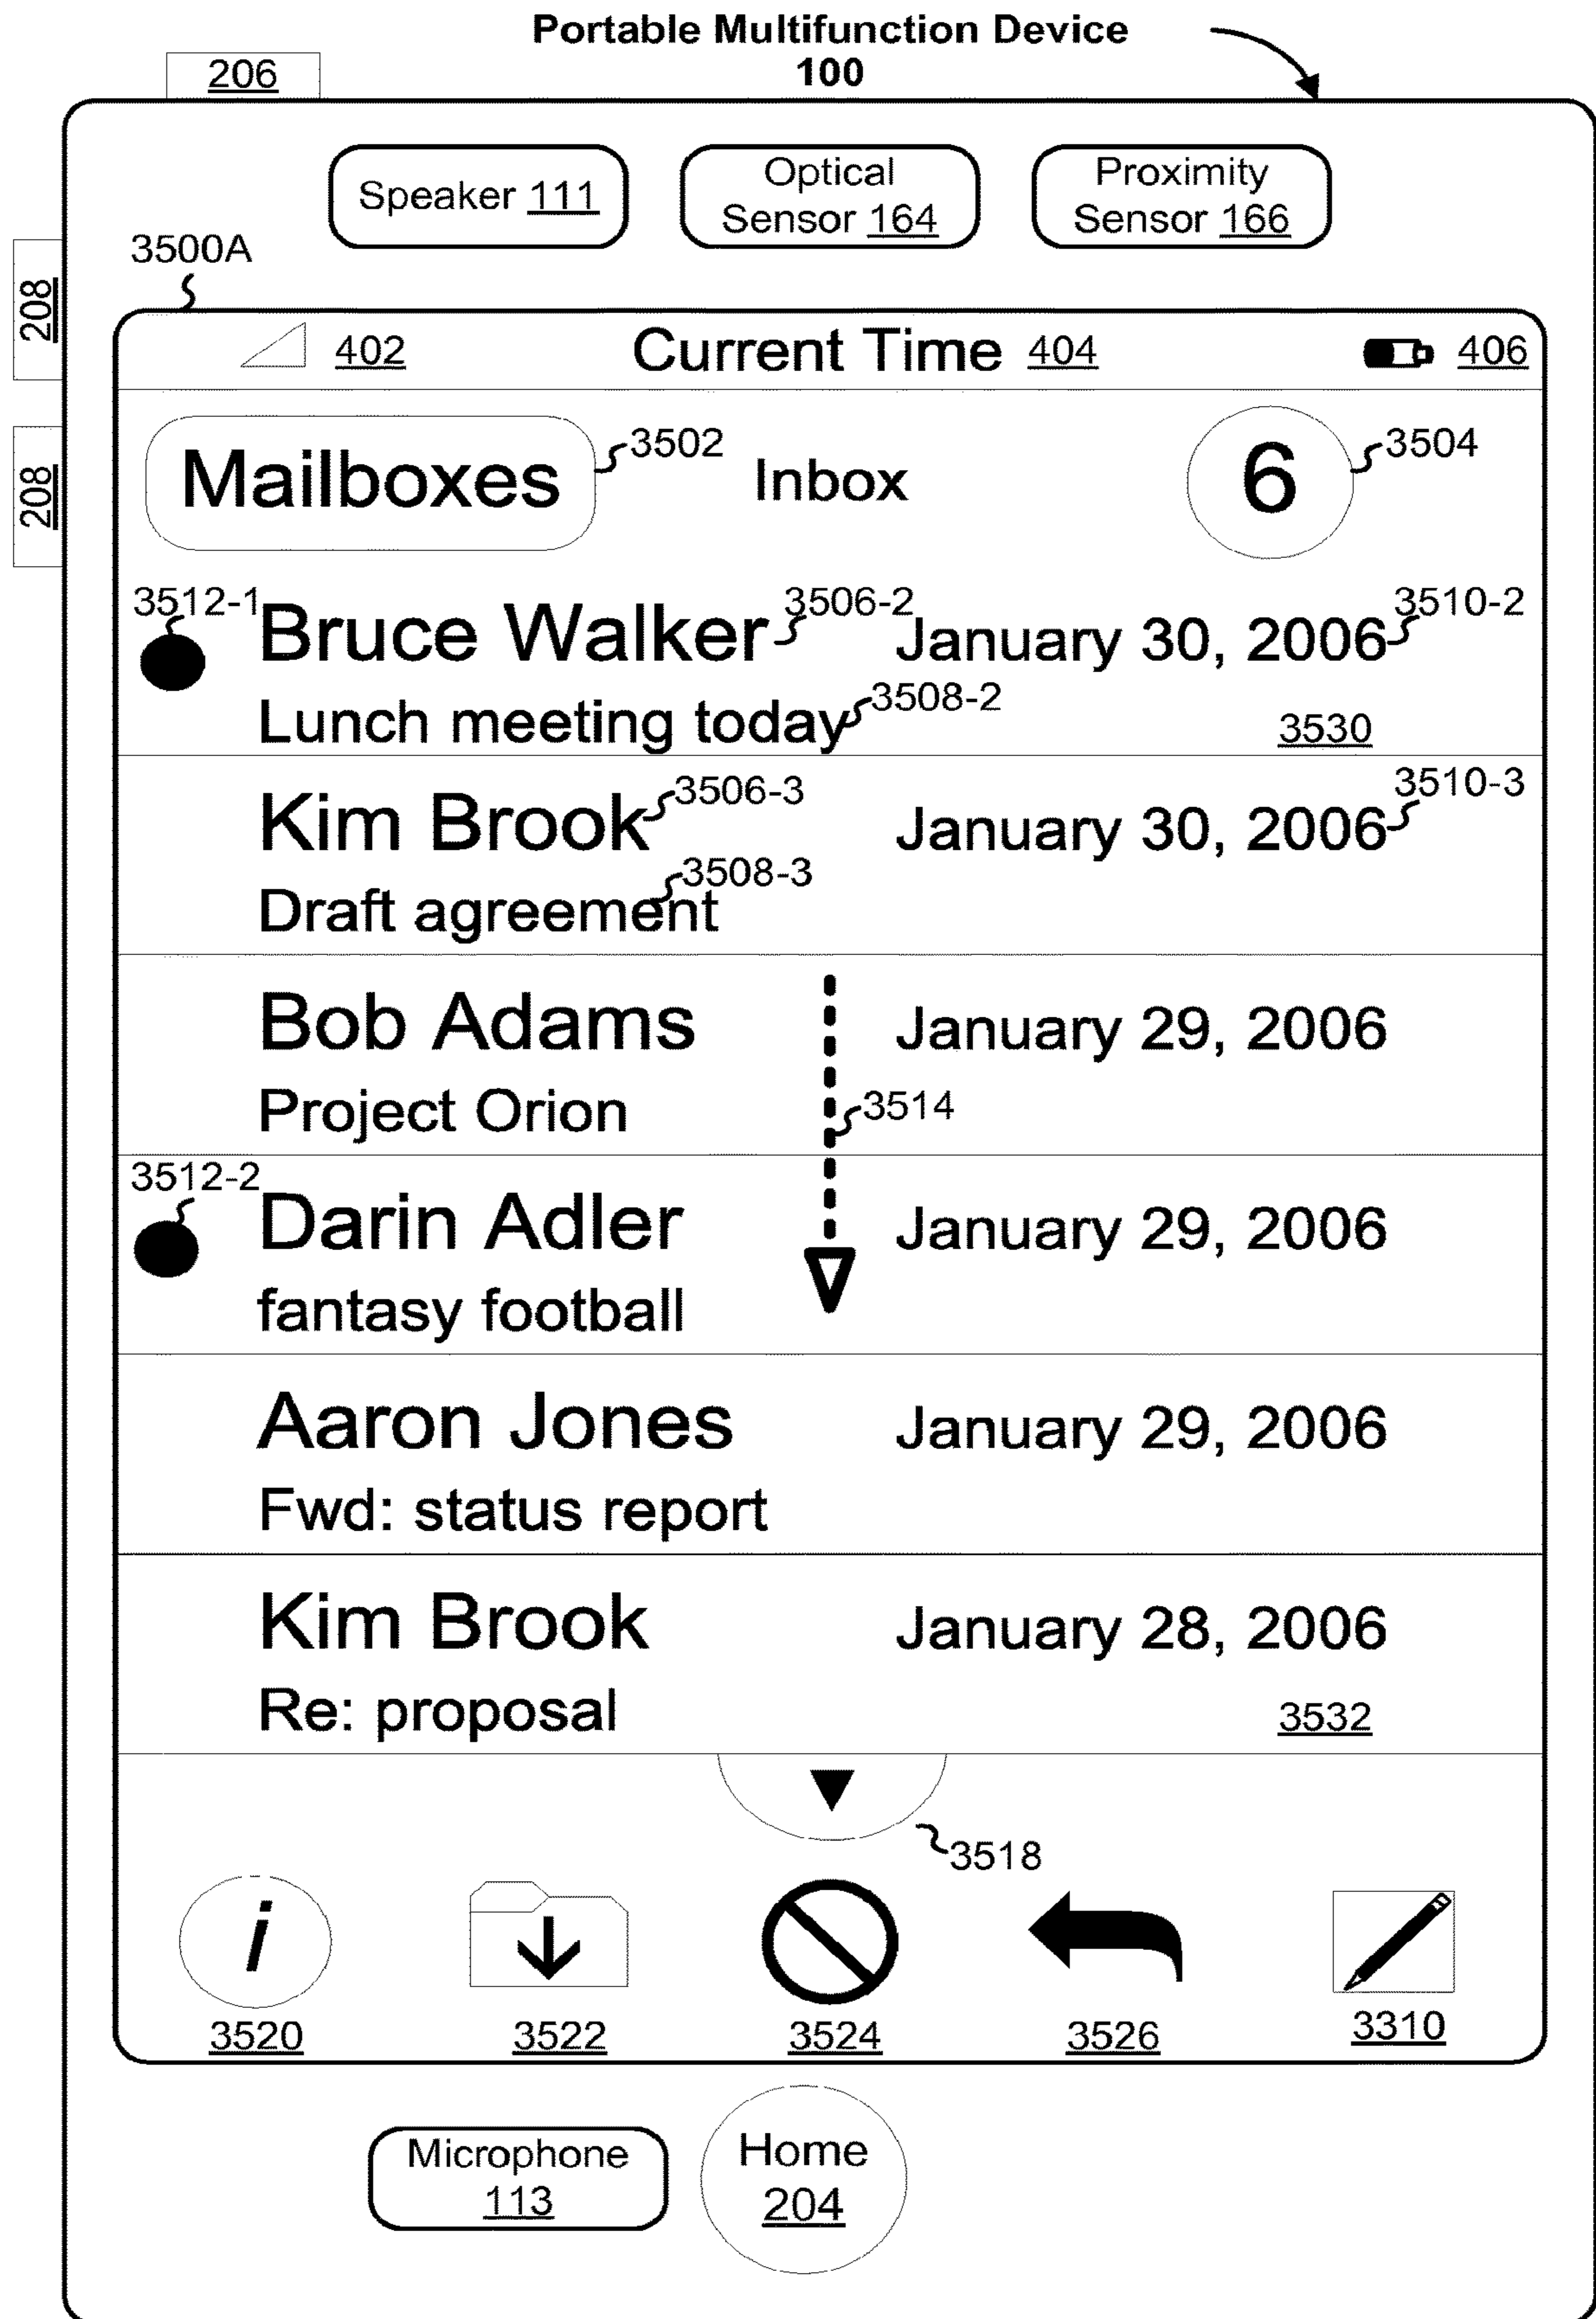 Portable Multifunction Device
100
206
Speaker 111
Optical
Sensor 164
Proximity
Sensor 166
3500A
208
402
Current Time 404
406
208
Mailboxes
3502
Inbox
6
3504
3512-1
Bruce Walker
3506-2
January 30, 2006
3510-2
Lunch meeting today
3508-2
3530
Kim Brook
3506-3
January 30, 2006
3510-3
Draft agreement
3508-3
Bob Adams
January 29, 2006
Project Orion
3514
3512-2
Darin Adler
January 29, 2006
fantasy football
Aaron Jones
January 29, 2006
Fwd: status report
Kim Brook
January 28, 2006
Re: proposal
3532
3518
i
3520
3522
3524
3526
3310
Microphone
113
Home
204